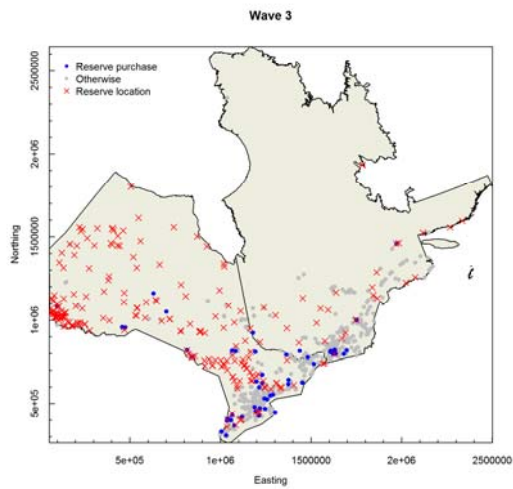 Wave 3
Reserve purchase
Otherwise
Reserve location
Northing
2500000
2e+06
1500000
1e+06
5e+05
5e+05
1e+06
1500000
2e+06
2500000
Easting